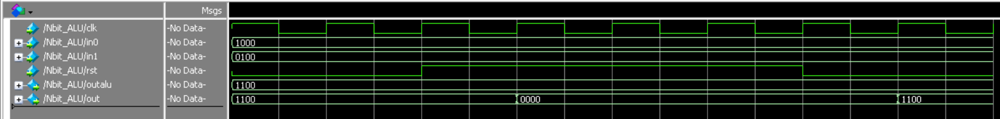 Msgs
/Nbit_ALU/clk -No Data-
/Nbit_ALU/in0 -No Data- 1000
/Nbit_ALU/in1 -No Data- 0100
/Nbit_ALU/rst -No Data-
/Nbit_ALU/outalu -No Data- 1100
/Nbit_ALU/out -No Data- 1100 0000 1100